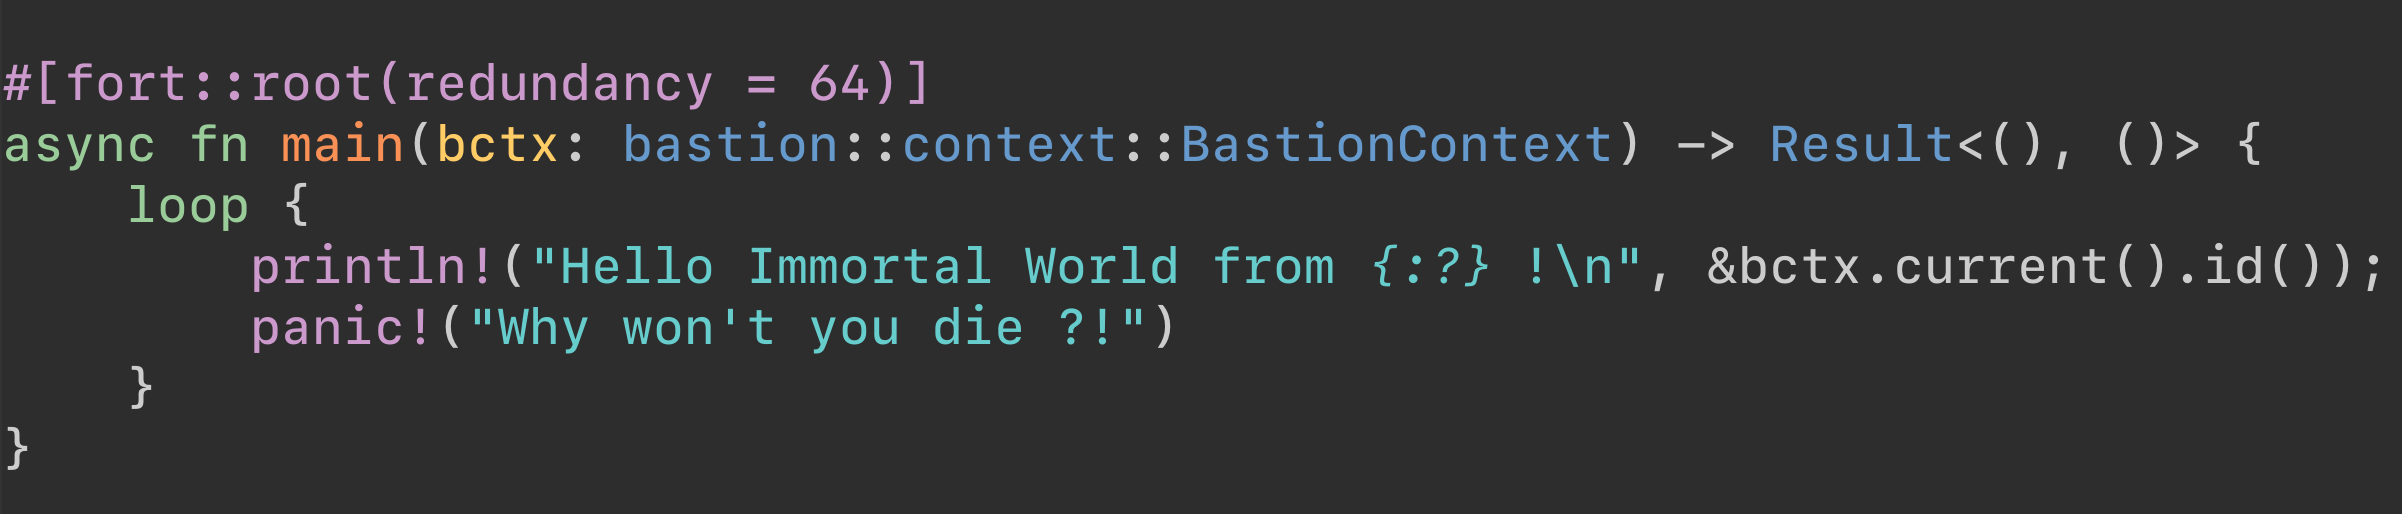 #[fort::root(redundancy = 64)]
async fn main(bctx: bastion::context::BastionContext) -> Result<(), ()> {
    loop {
        println!("Hello Immortal World from {:?} !\n", &bctx.current().id());
        panic!("Why won't you die ?!")
    }
}